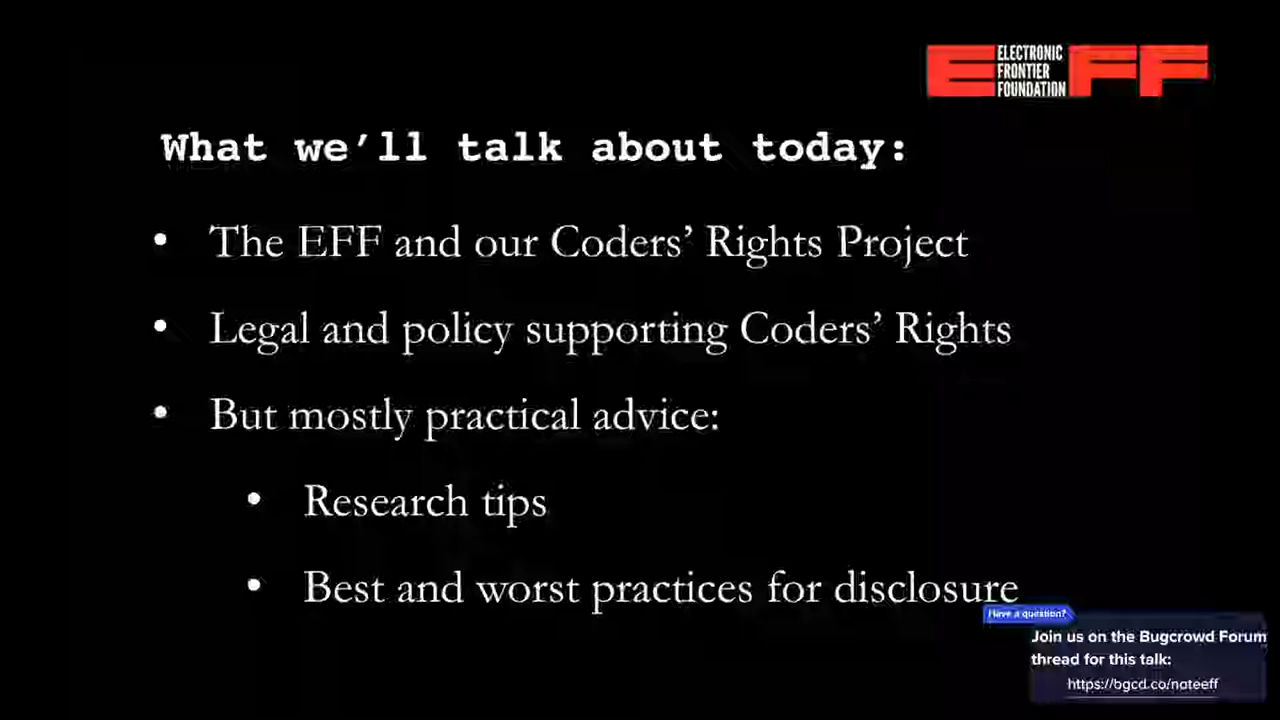 EFF
ELECTRONIC
FRONTIER
FOUNDATION
What we’ll talk about today:
• The EFF and our Coders’ Rights Project
• Legal and policy supporting Coders’ Rights
• But mostly practical advice:
• Research tips
• Best and worst practices for disclosure
Have a question?
Join us on the Bugcrowd Forum
thread for this talk:
https://bgcd.co/nateeff